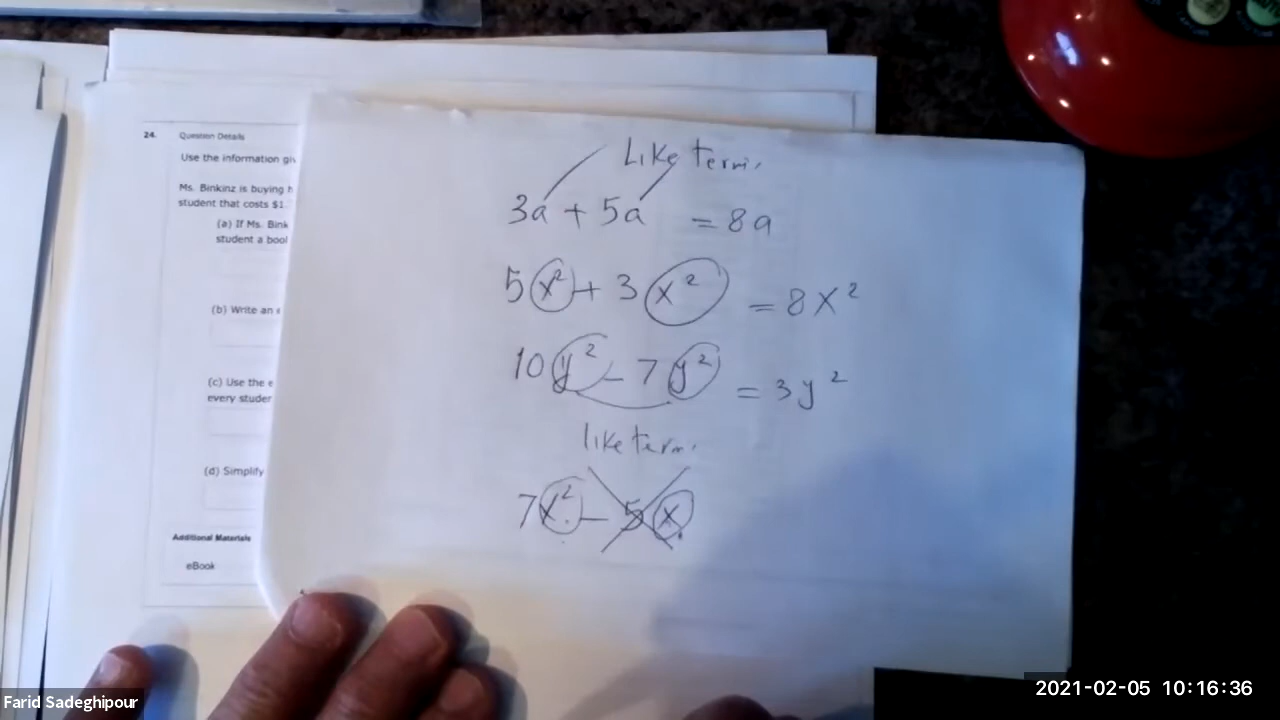 24. Question Details
Use the information giv
Ms. Binkinz is buying h
student that costs $1
(a) If Ms. Bink
student a bool
(b) Write an e
(c) Use the e
every studer
(d) Simplify
Additional Materials
eBook
Like term.
3a + 5a = 8a
5x² + 3x² = 8x²
10y² - 7y² = 3y²
like term.
7x² - 5x
Farid Sadeghipour
2021-02-05 10:16:36